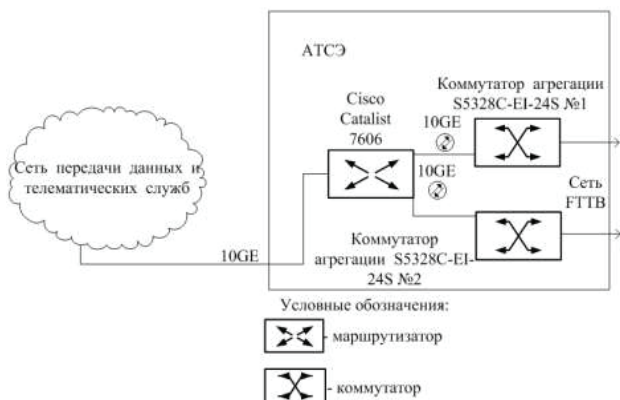 АТСЭ
Коммутатор агрегации
S5328C-EI-24S №1
Cisco
Catalist
7606
10GE
10GE
Сеть передачи данных и
телематических служб
Сеть
FTTB
10GE
Коммутатор
агрегации S5328C-EI-
24S №2
Условные обозначения:
- маршрутизатор
- коммутатор